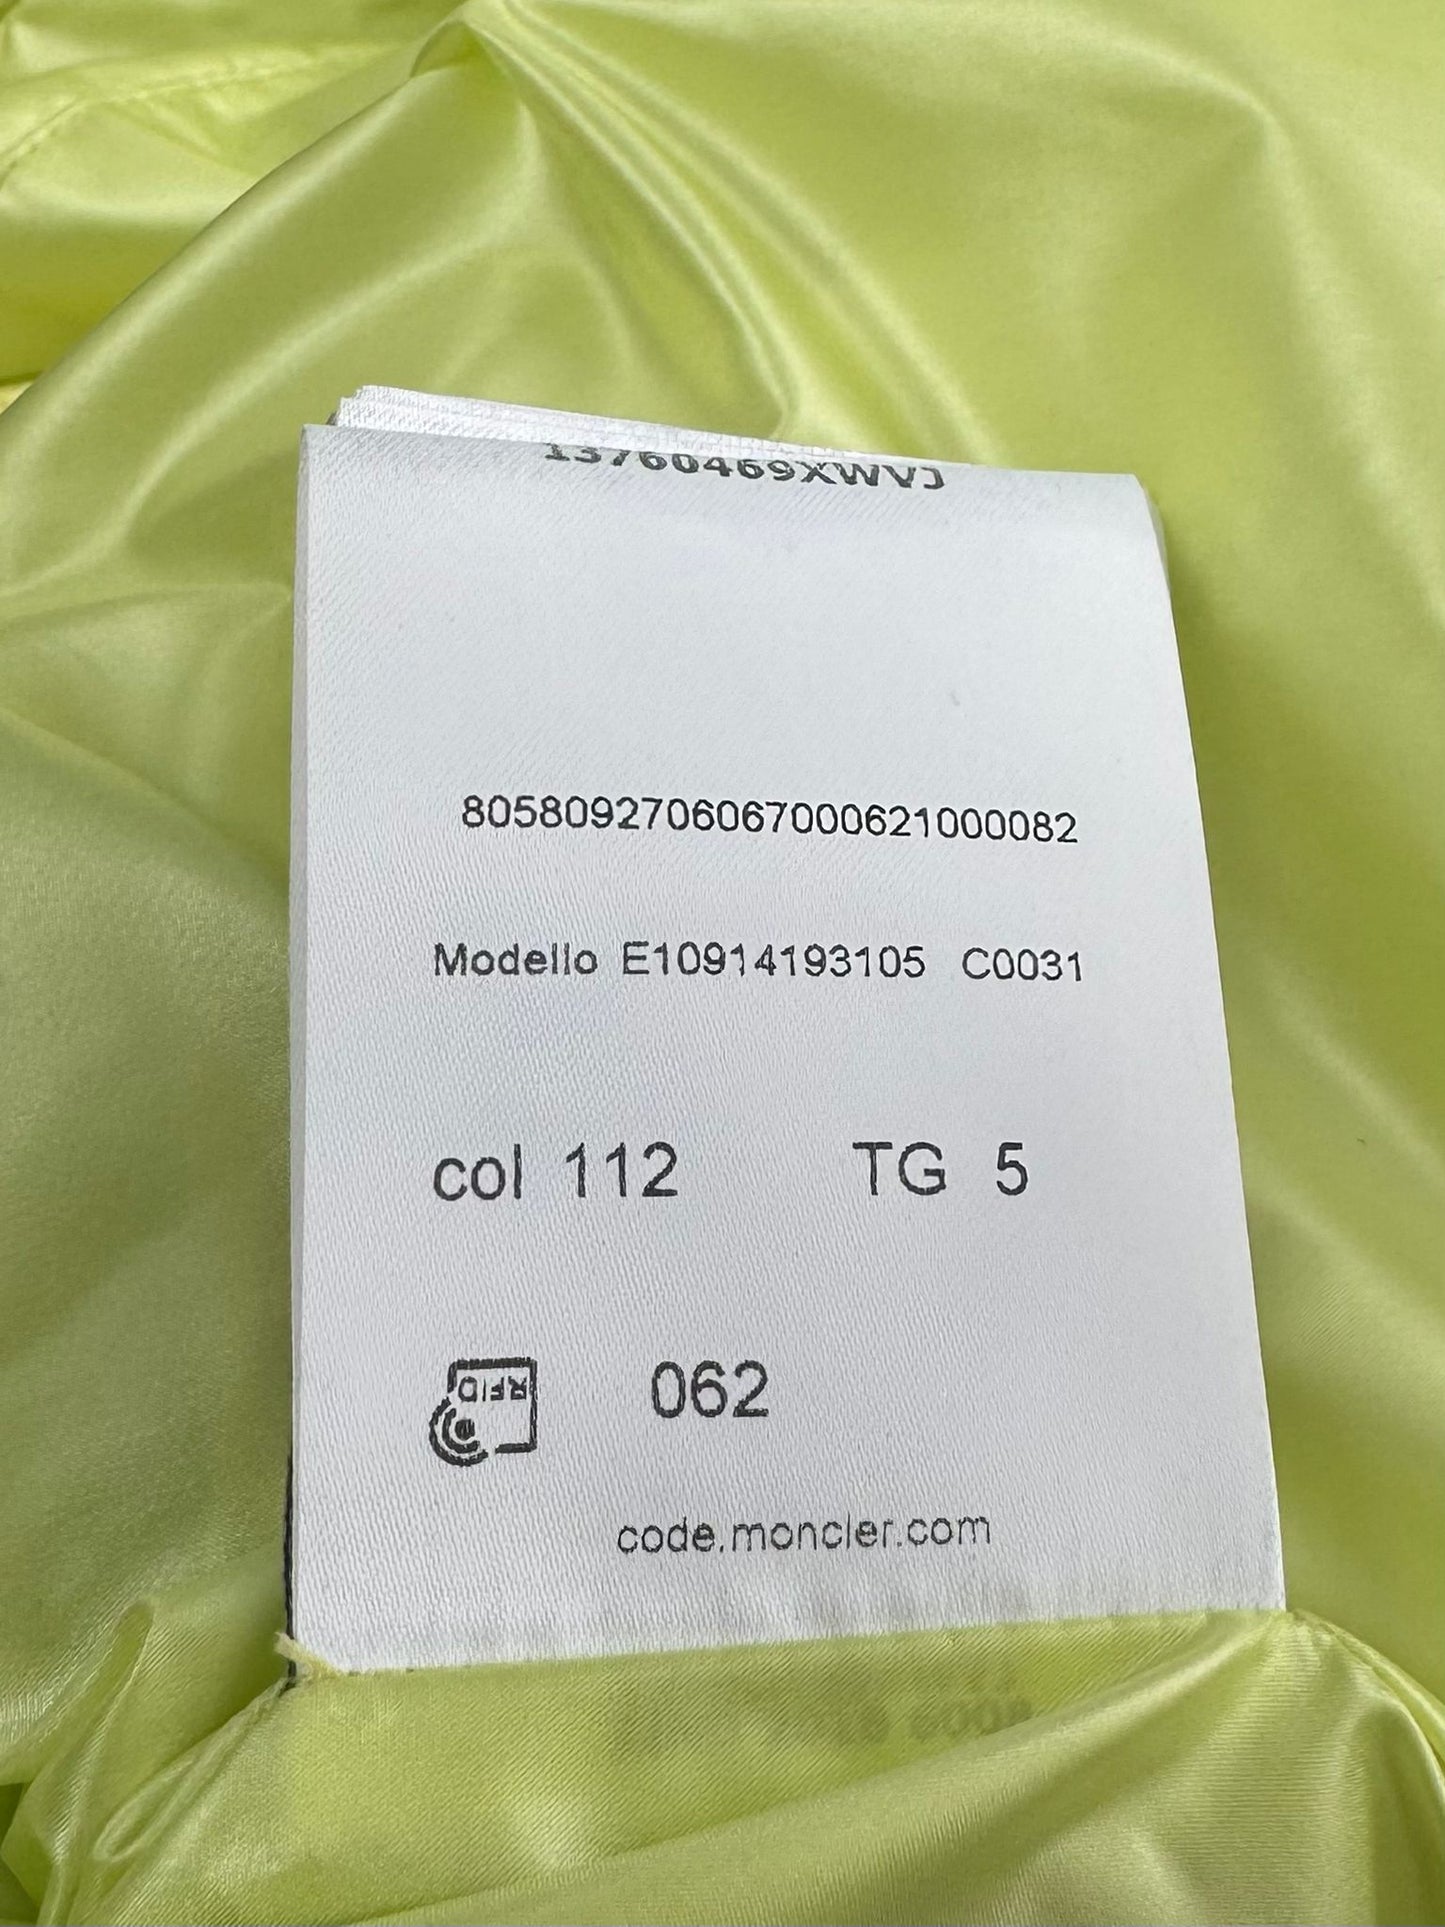 13760469XWVJ
8058092706067000621000082
Modello E10914193105 C0031
col 112 TG 5
RFID 062
code.moncler.com